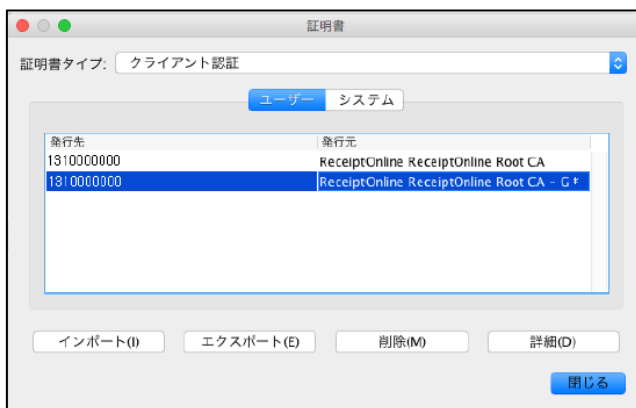 証明書
証明書タイプ: クライアント認証
ユーザー システム
発行先 発行元
1310000000 ReceiptOnline ReceiptOnline Root CA
1310000000 ReceiptOnline ReceiptOnline Root CA - G*
インポート(I) エクスポート(E) 削除(M) 詳細(D)
閉じる